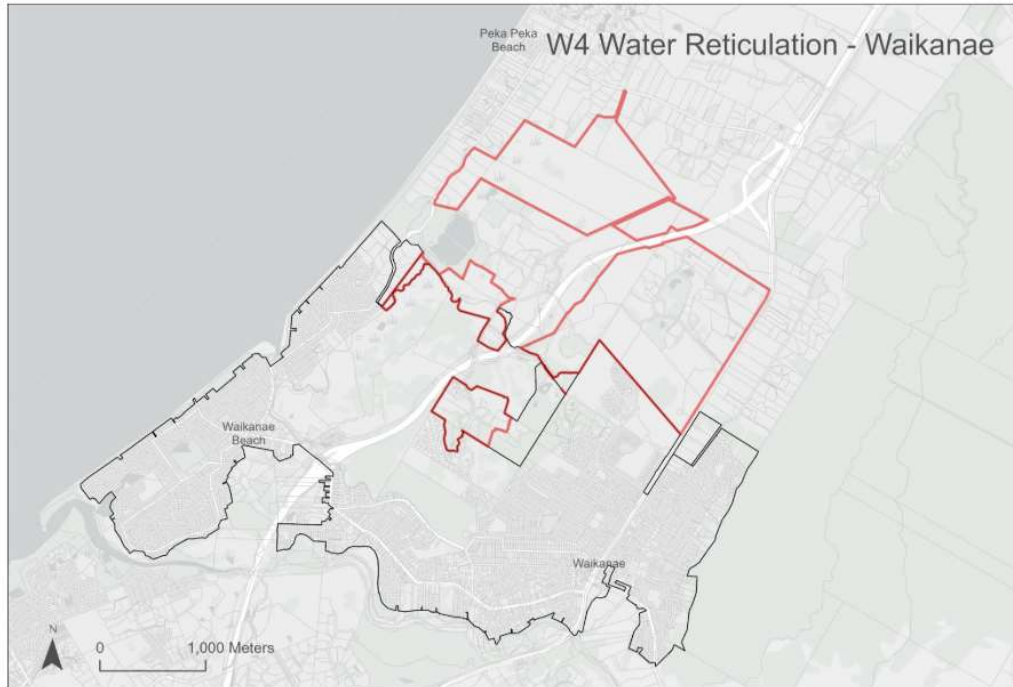 Peka Peka
Beach
W4 Water Reticulation - Waikanae
Waikanae
Beach
Waikanae
N
0 1,000 Meters